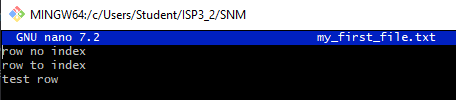 MINGW64:/c/Users/Student/ISP3_2/SNM
GNU nano 7.2 my_first_file.txt
row no index
row to index
test row